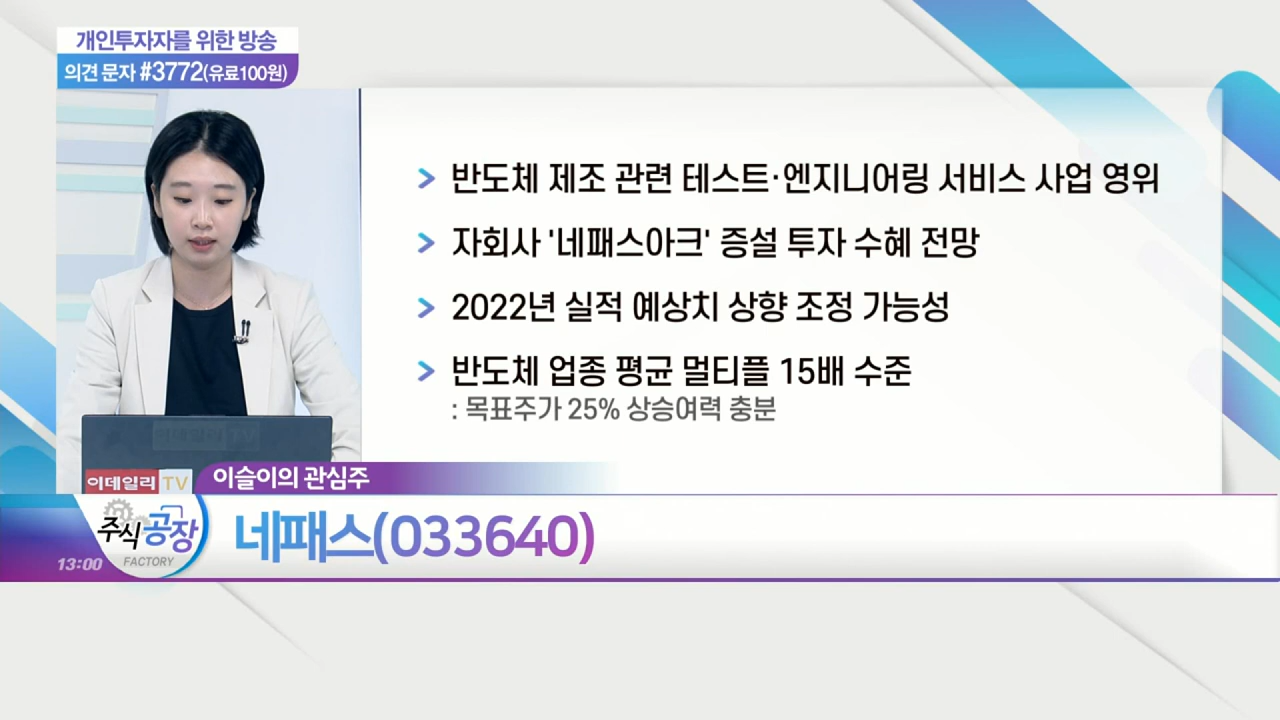 개인투자자를 위한 방송
의견 문자 #3772(유료100원)
> 반도체 제조 관련 테스트·엔지니어링 서비스 사업 영위
> 자회사 '네패스아크' 증설 투자 수혜 전망
> 2022년 실적 예상치 상향 조정 가능성
> 반도체 업종 평균 멀티플 15배 수준
: 목표주가 25% 상승여력 충분
이데일리 TV
이데일리 TV
이슬이의 관심주
주식공장
FACTORY
13:00
네패스(033640)